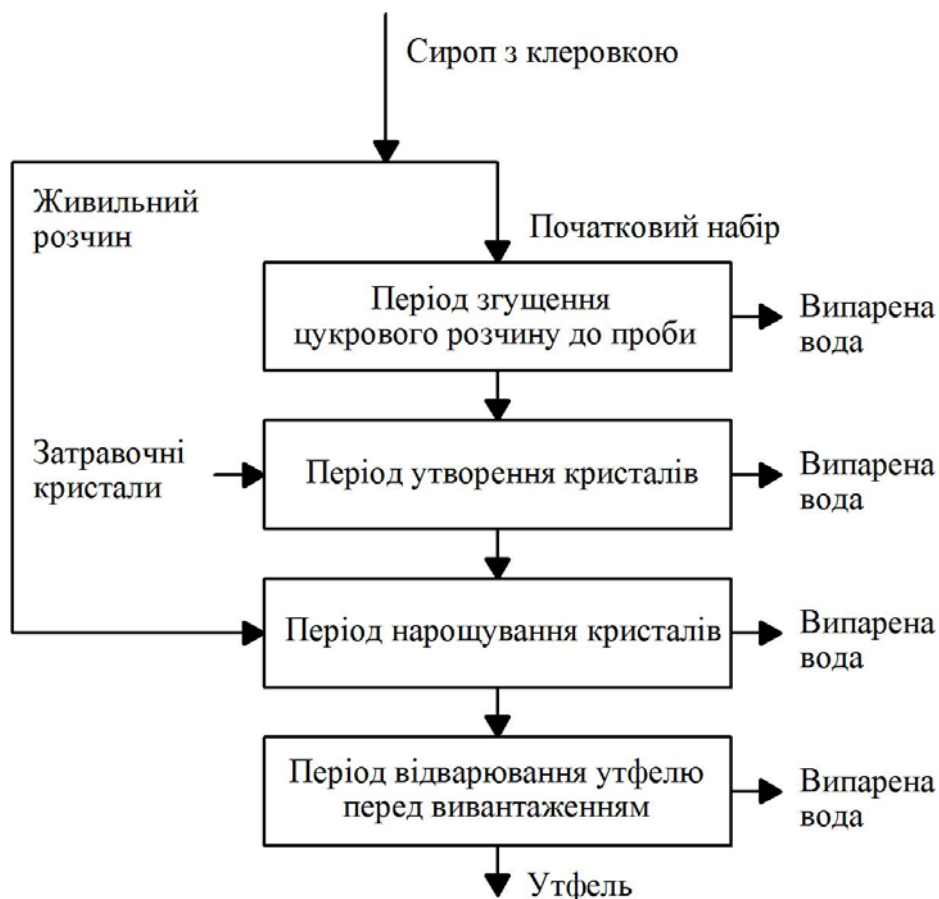 Сироп з клеровкою
Живильний
розчин
Початковий набір
Період згущення
цукрового розчину до проби
Випарена
вода
Затравочні
кристали
Період утворення кристалів
Випарена
вода
Період нарощування кристалів
Випарена
вода
Період відварювання утфелю
перед вивантаженням
Випарена
вода
Утфель